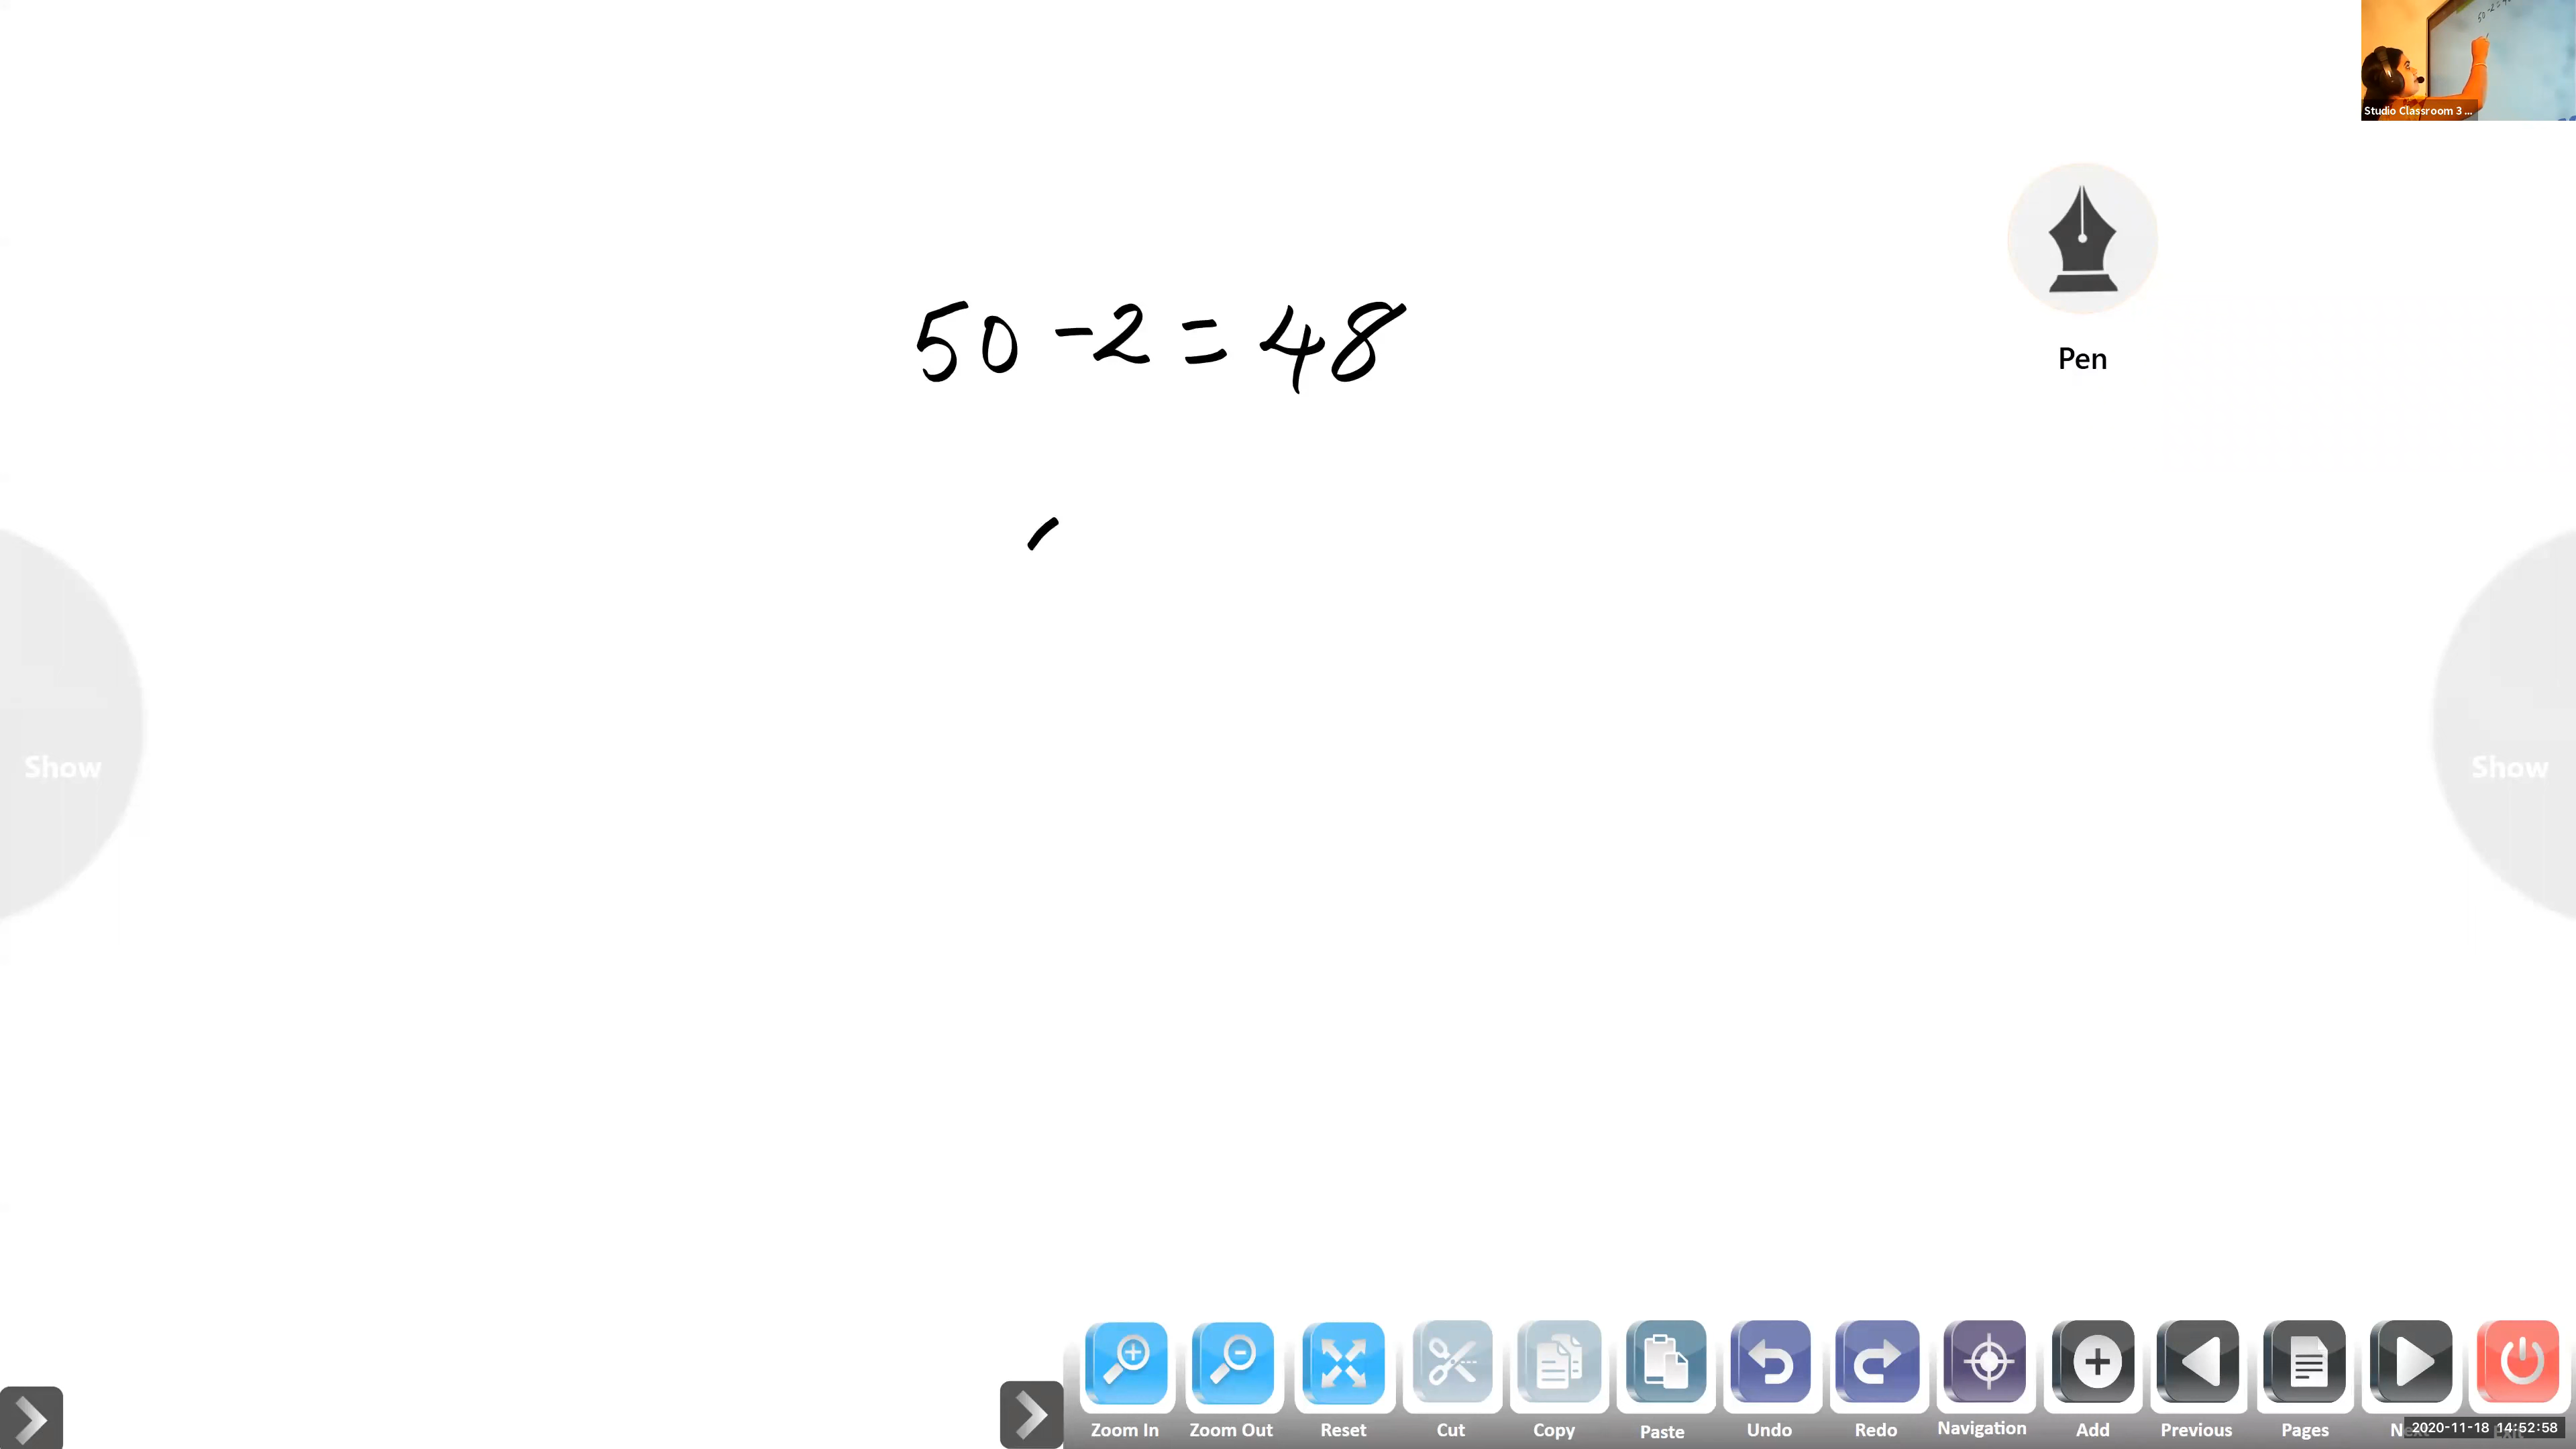 Studio Classroom 3 ...
Pen
50 - 2 = 48
Show
Show
Zoom In
Zoom Out
Reset
Cut
Copy
Paste
Undo
Redo
Navigation
Add
Previous
Pages
2020-11-18 14:52:58